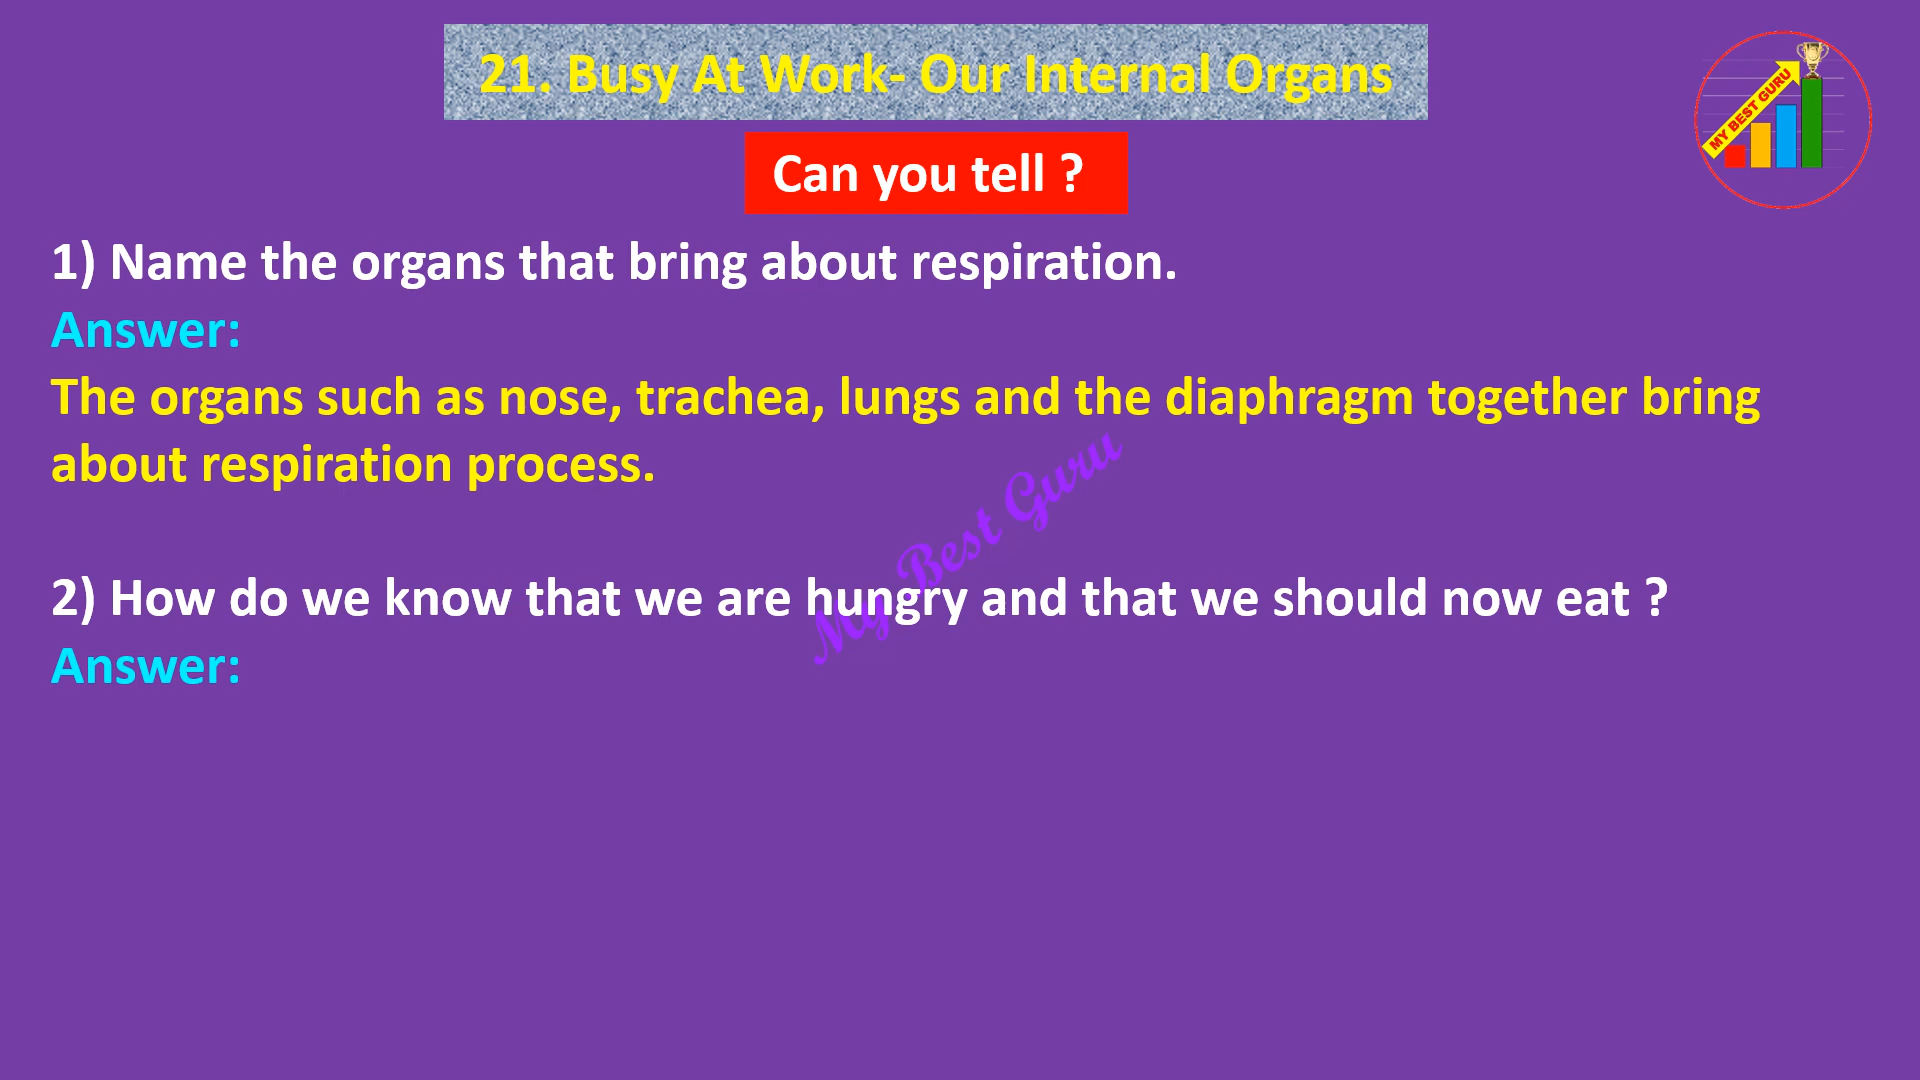 21. Busy At Work- Our Internal Organs
MY BEST GURU
Can you tell ?
1) Name the organs that bring about respiration.
Answer:
The organs such as nose, trachea, lungs and the diaphragm together bring
about respiration process.
My Best Guru
2) How do we know that we are hungry and that we should now eat ?
Answer: